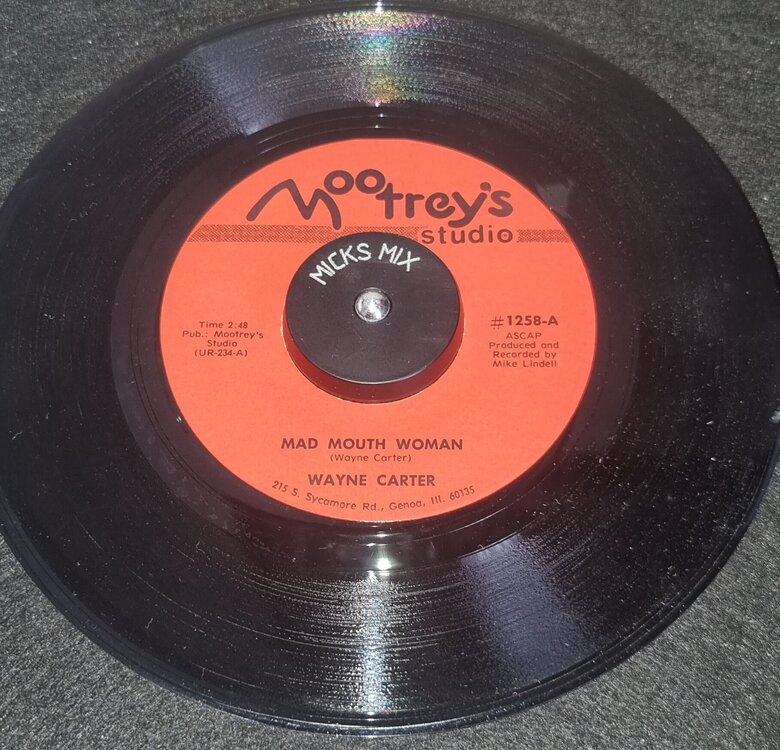 Mootrey's
studio
MICKS MIX
Time 2:48
Pub.: Mootrey's
Studio
(UR-234-A)
#1258-A
ASCAP
Produced and
Recorded by
Mike Lindell
MAD MOUTH WOMAN
(Wayne Carter)
WAYNE CARTER
215 S. Sycamore Rd., Genoa, Ill. 60135